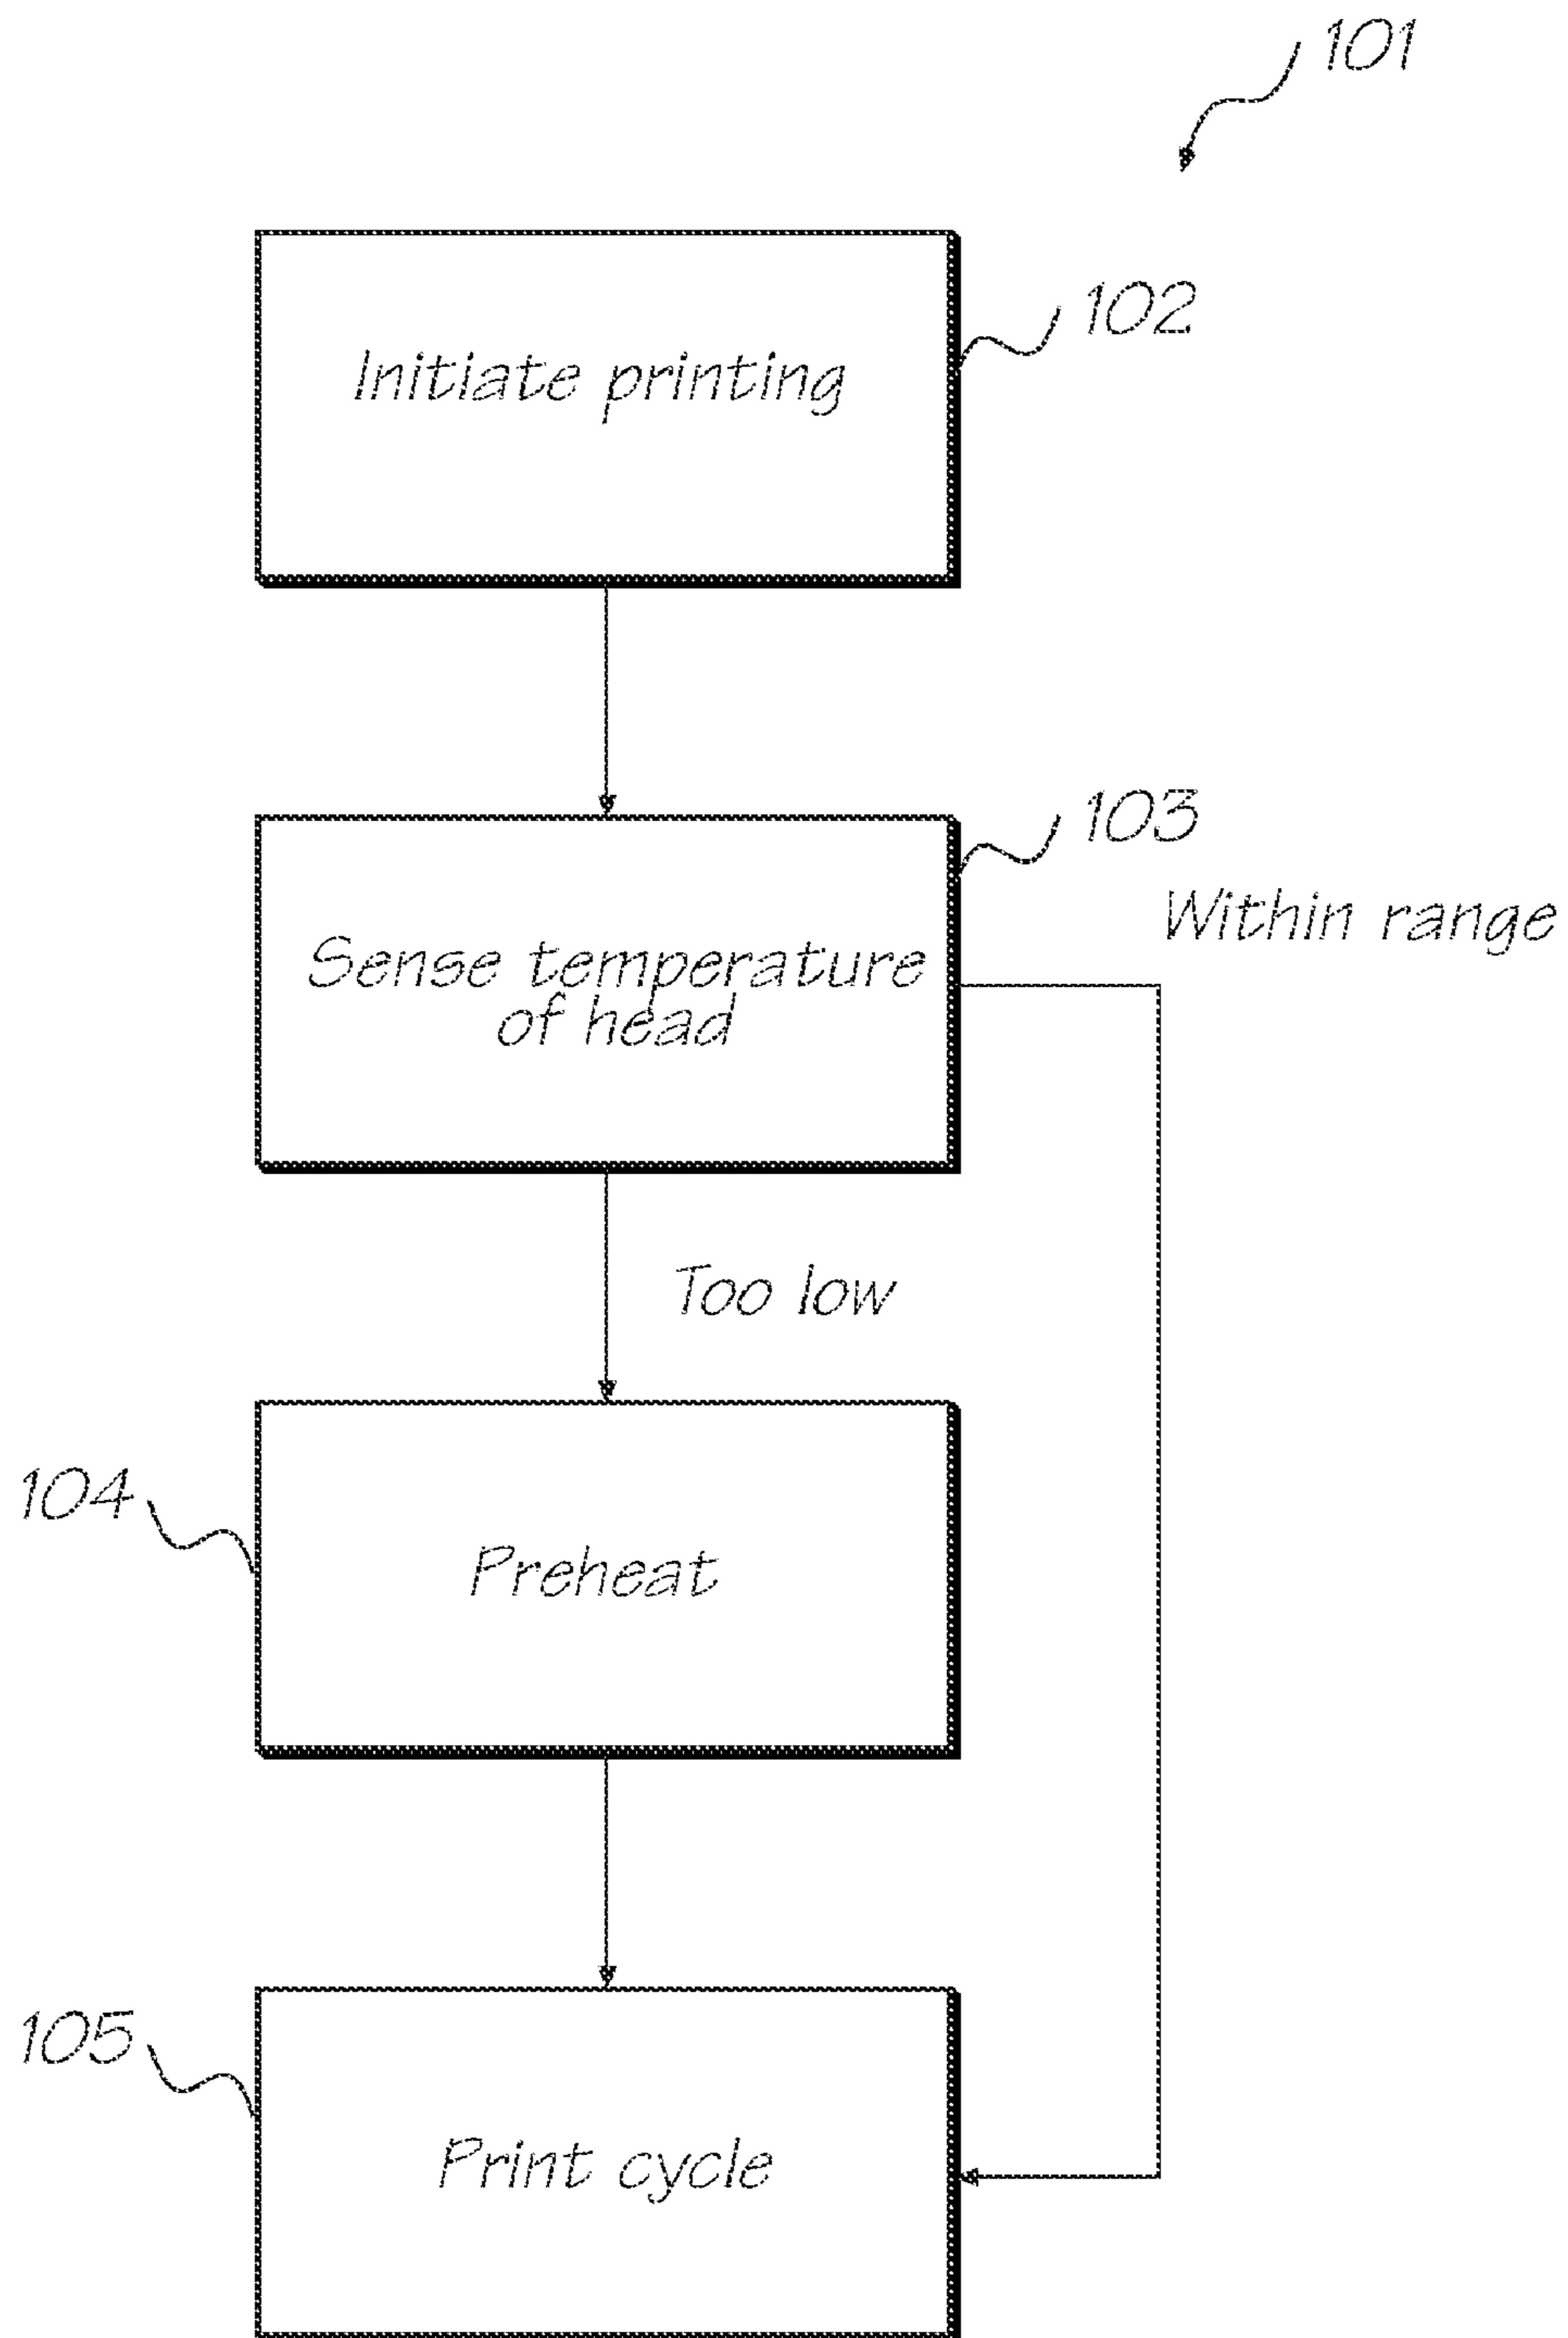 101
Initiate printing
102
103
Within range
Sense temperature
of head
Too low
104
Preheat
105
Print cycle